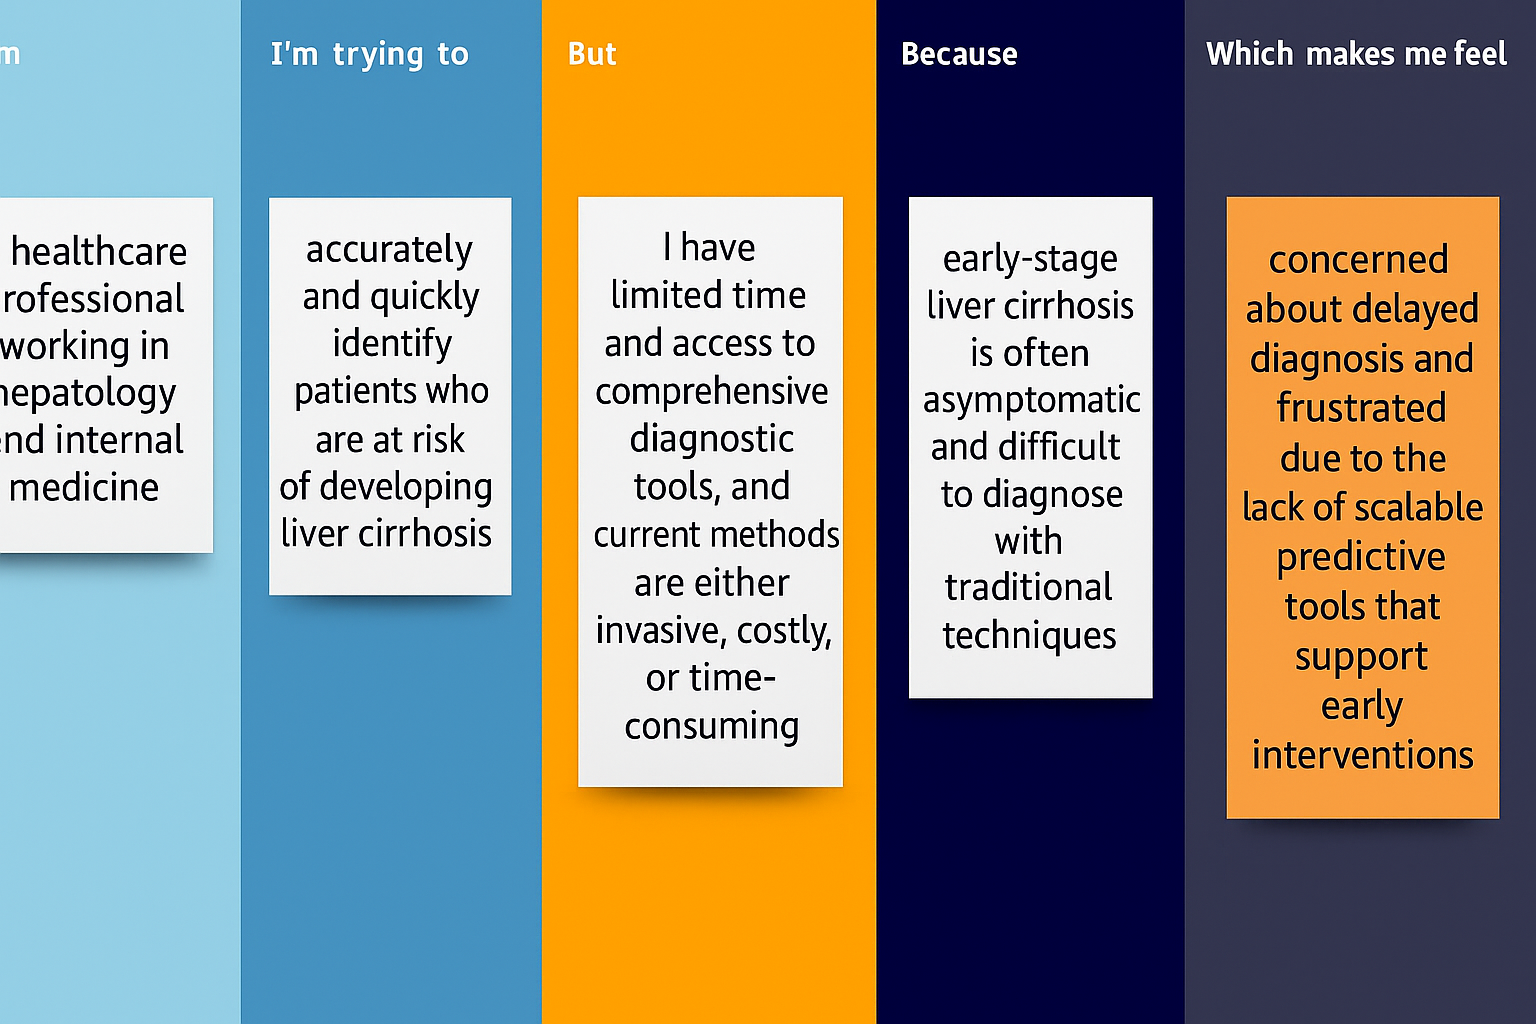 m
healthcare
rofessional
working in
hepatology
end internal
medicine
I'm trying to
accurately
and quickly
identify
patients who
are at risk
of developing
liver cirrhosis
But
I have
limited time
and access to
comprehensive
diagnostic
tools, and
current methods
are either
invasive, costly,
or time-
consuming
Because
early-stage
liver cirrhosis
is often
asymptomatic
and difficult
to diagnose
with
traditional
techniques
Which makes me feel
concerned
about delayed
diagnosis and
frustrated
due to the
lack of scalable
predictive
tools that
support
early
interventions